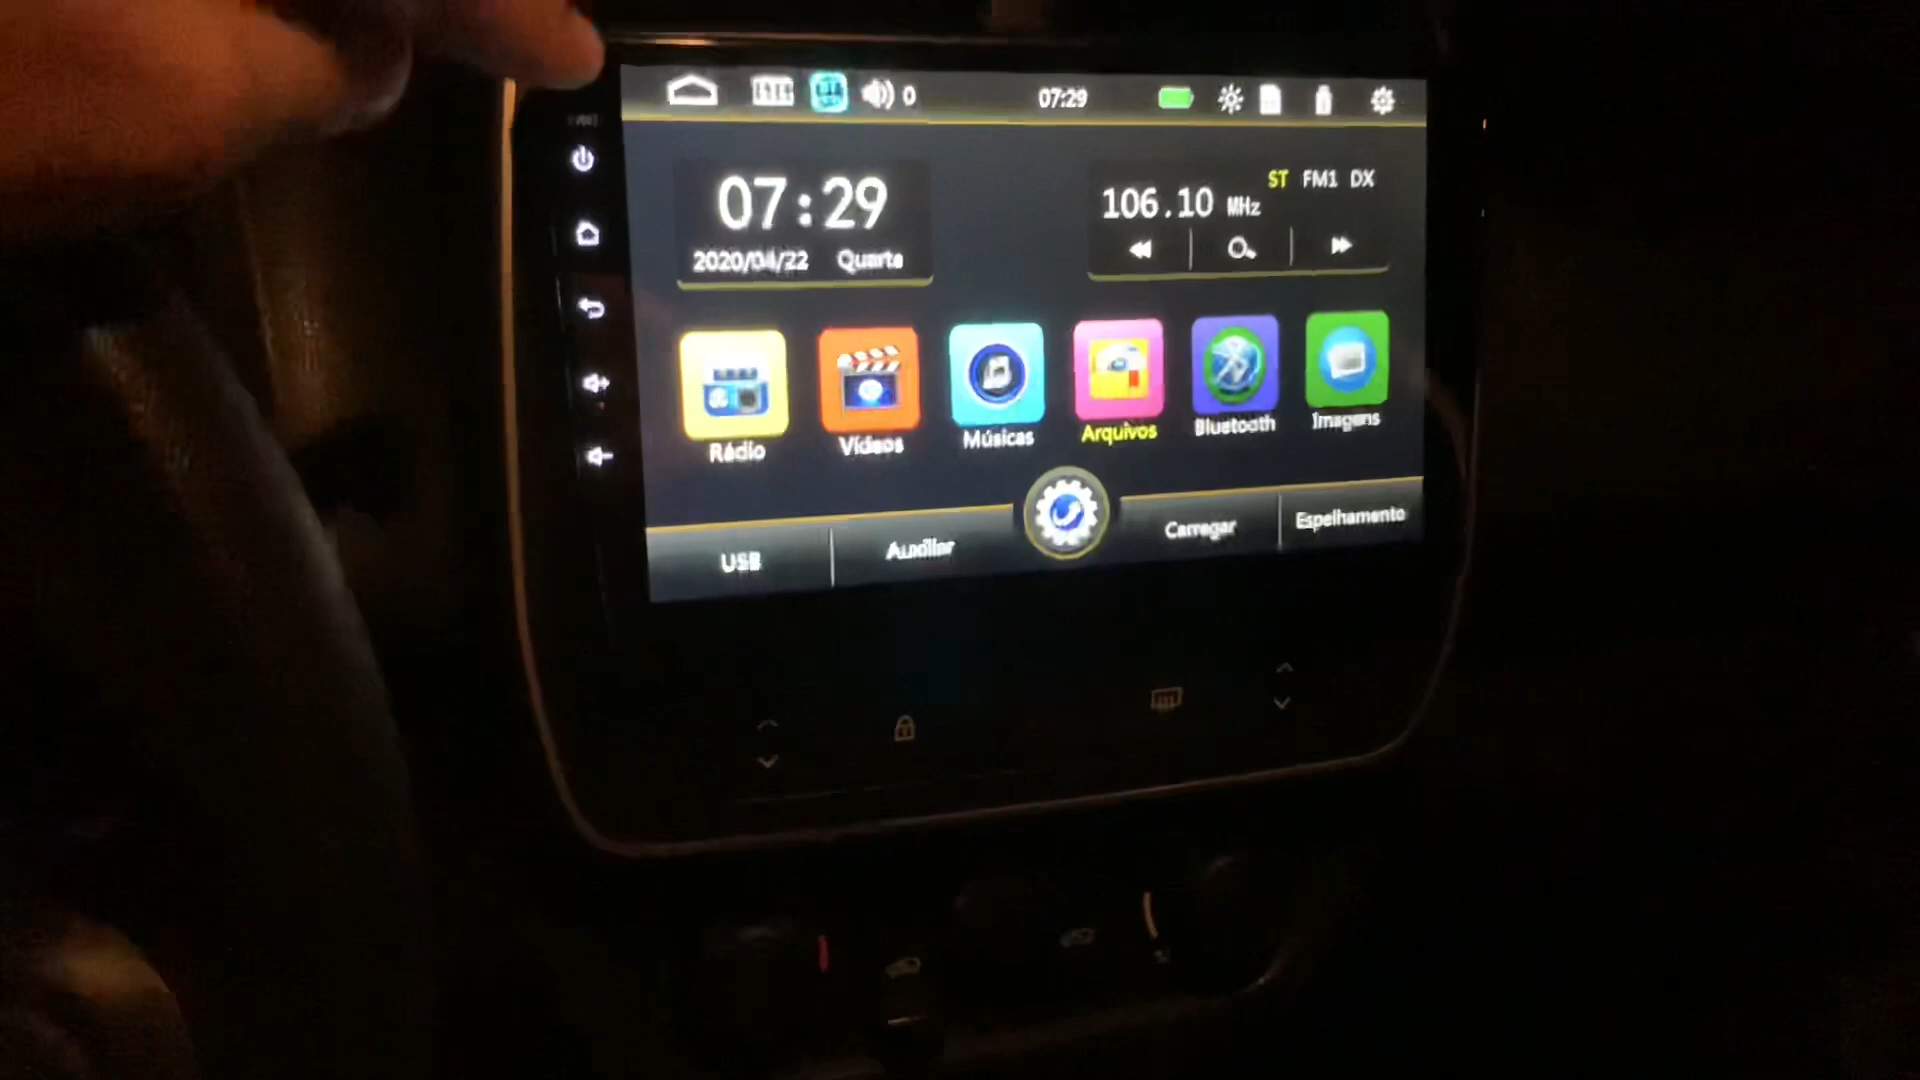 0
07:29
07:29
2020/04/22 Quarta
ST FM1 DX
106.10 MHz
Rádio
Vídeos
Músicas
Arquivos
Bluetooth
Imagens
USB
Auxiliar
Carregar
Espelhamento